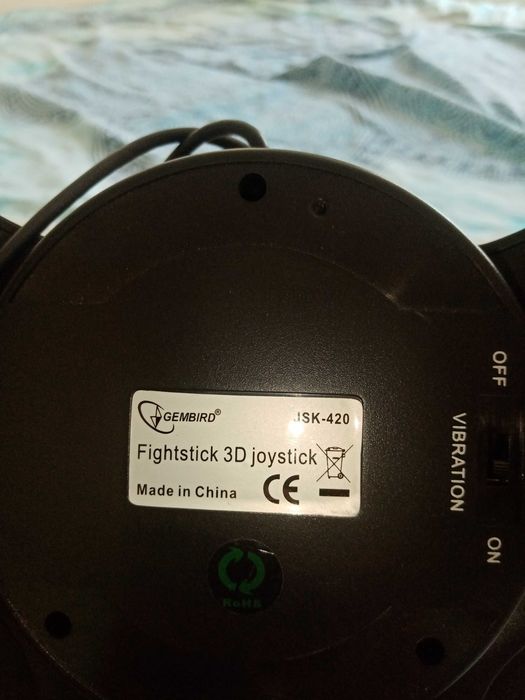 GEMBIRD® JSK-420
Fightstick 3D joystick
Made in China CE
RoHS
OFF
VIBRATION
ON